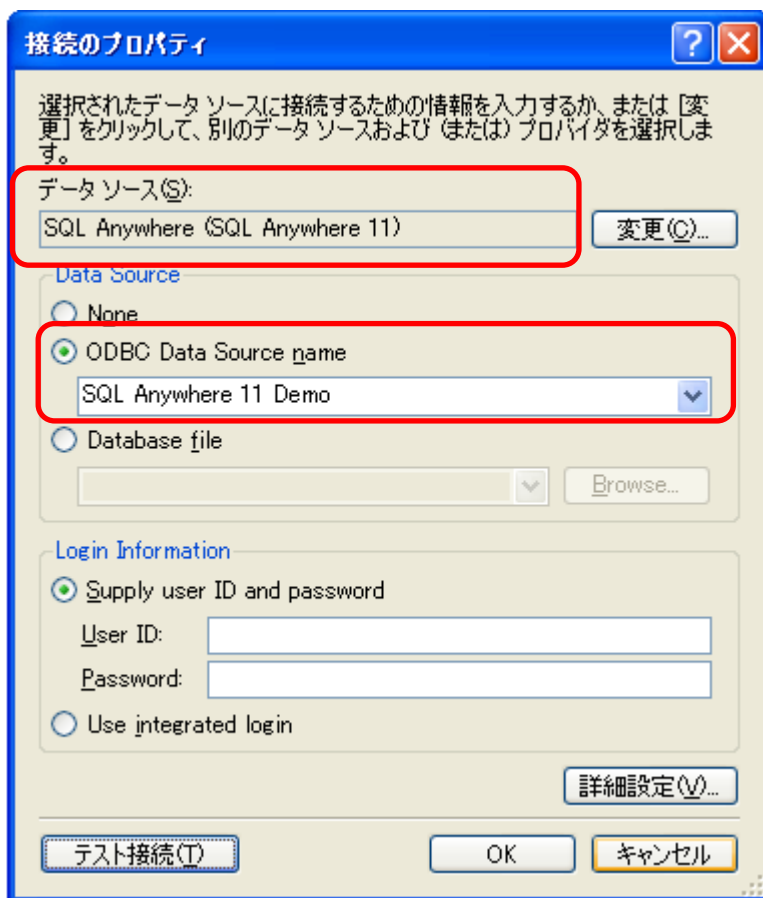 接続のプロパティ
選択されたデータ ソースに接続するための情報を入力するか、または [変
更] をクリックして、別のデータ ソースおよび (または) プロバイダを選択しま
す。
データ ソース(S):
SQL Anywhere (SQL Anywhere 11)
変更(C)...
Data Source
None
ODBC Data Source name
SQL Anywhere 11 Demo
Database file
Browse...
Login Information
Supply user ID and password
User ID:
Password:
Use integrated login
詳細設定(V)...
テスト接続(T)
OK
キャンセル